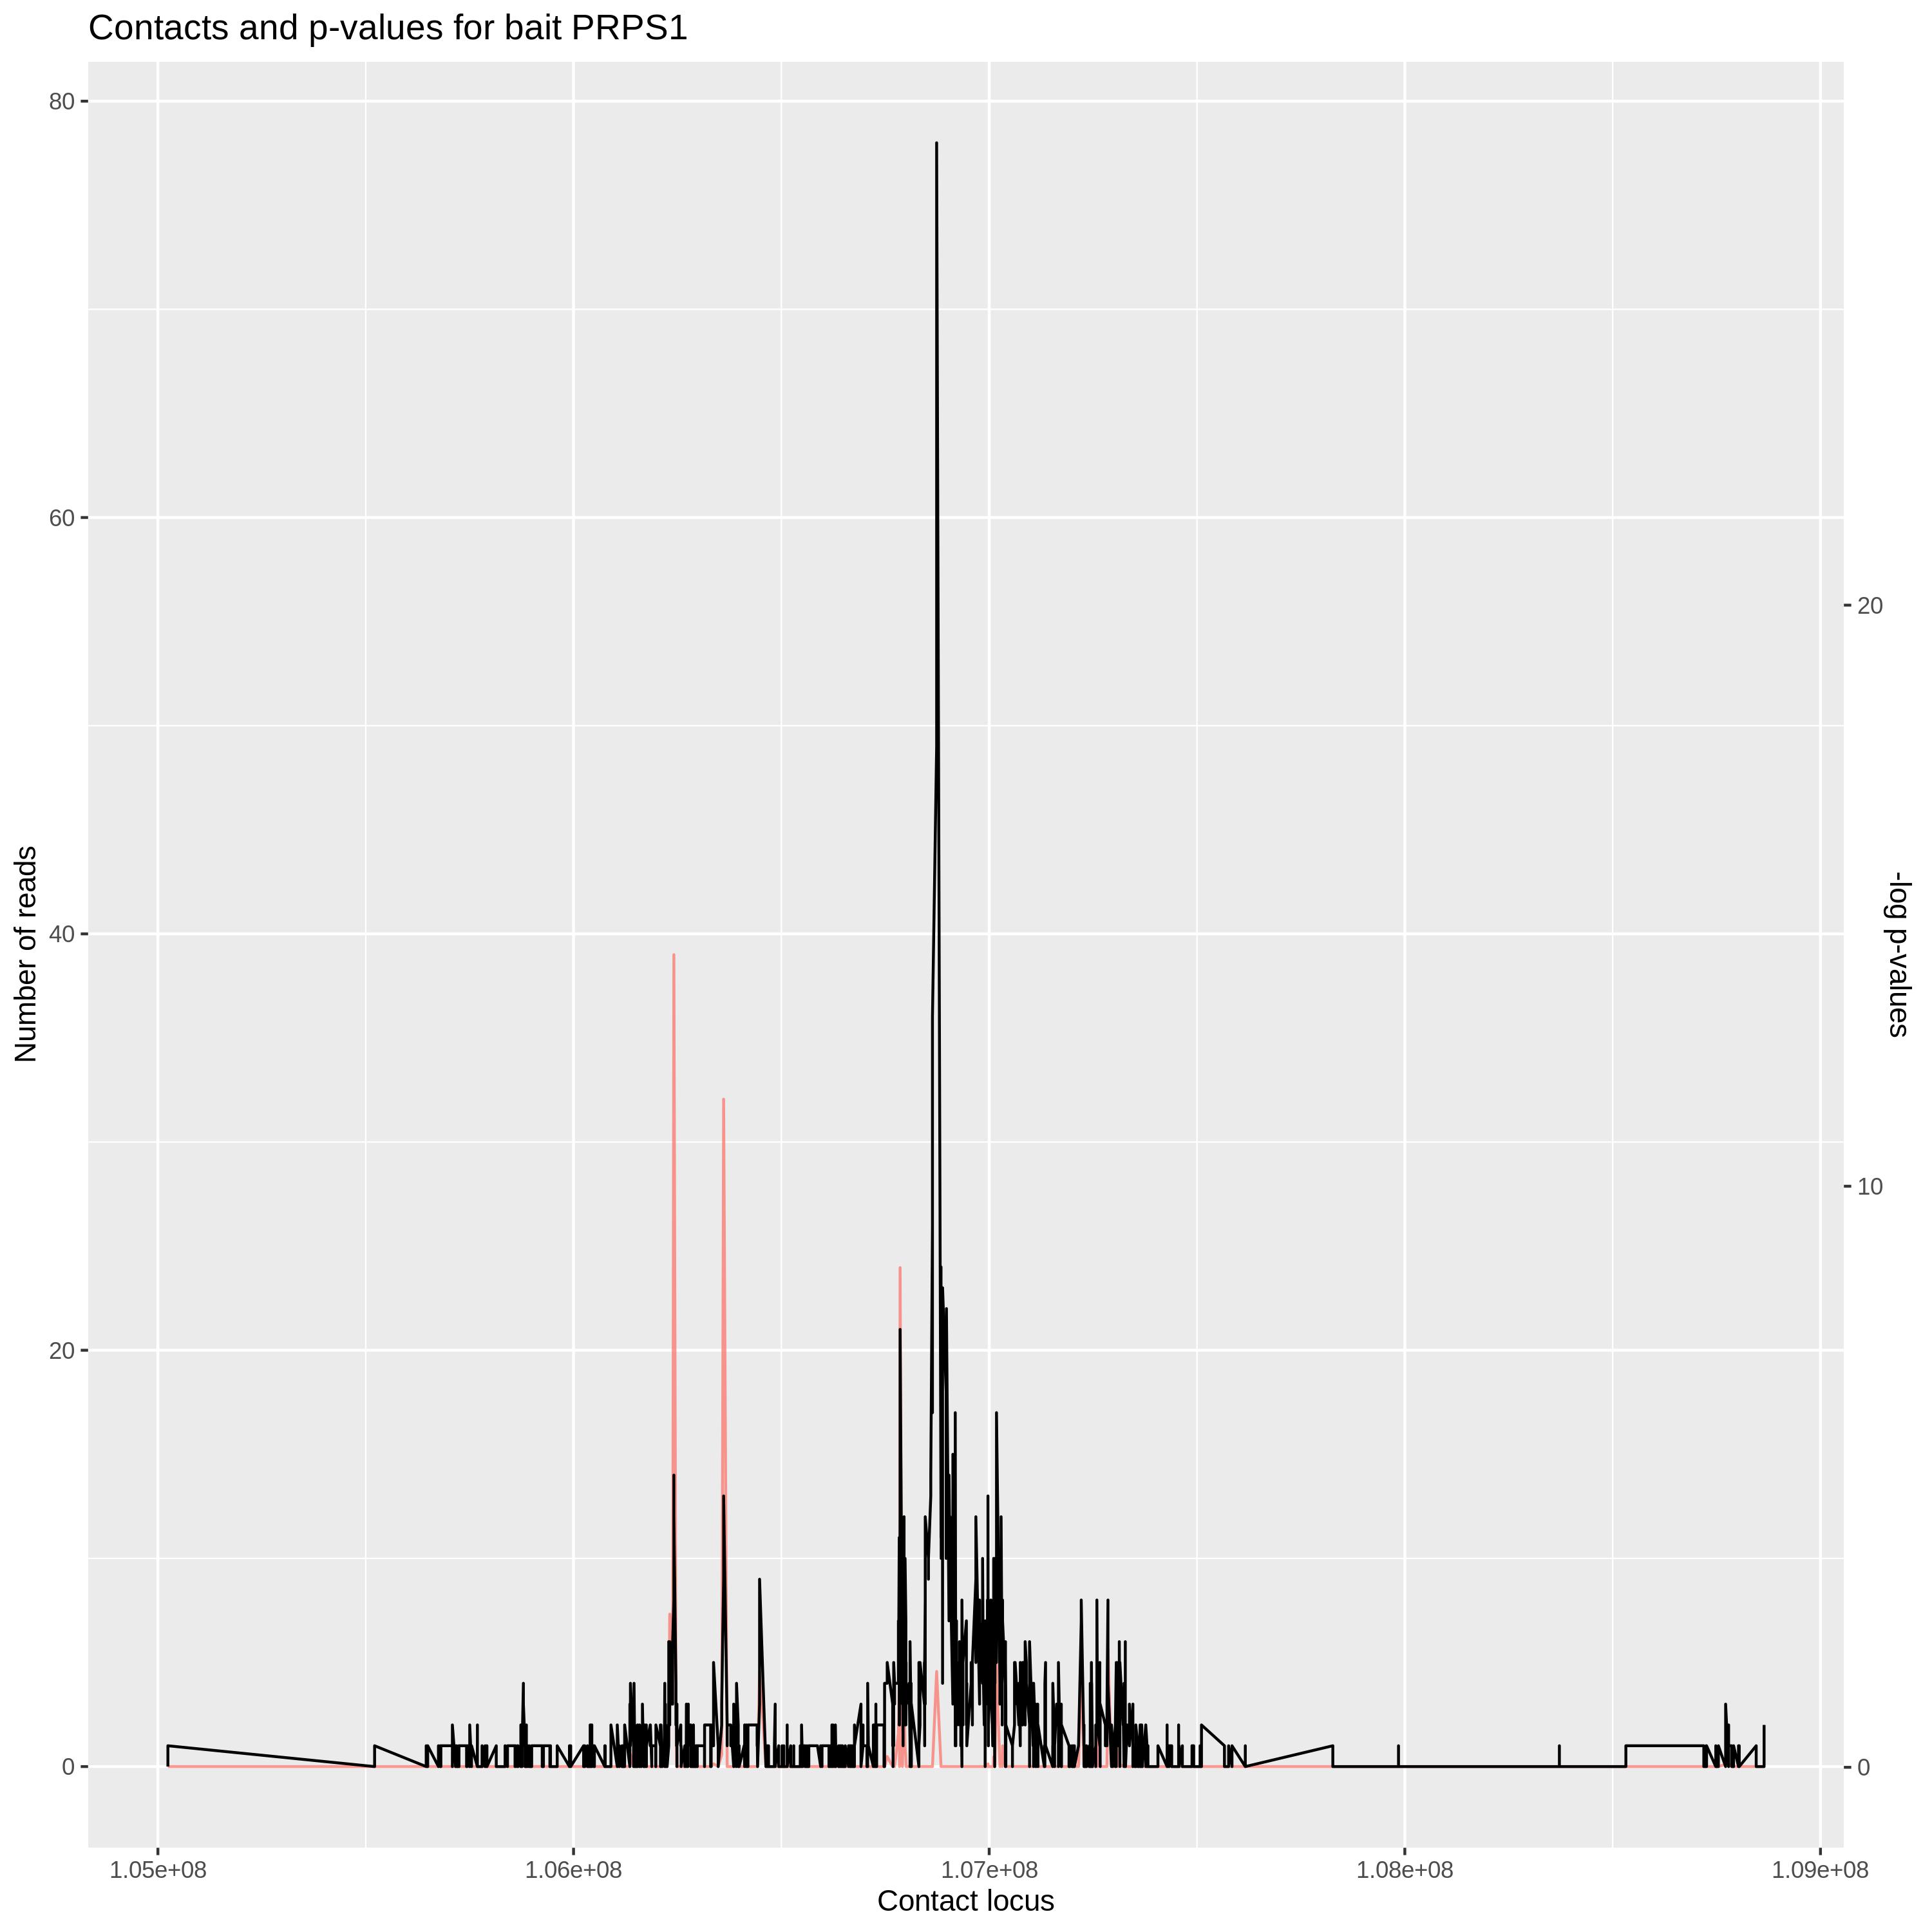 Contacts and p-values for bait PRPS1
80
60
40
20
0
Number of reads
20
10
0
-log p-values
1.05e+08 1.06e+08 1.07e+08 1.08e+08 1.09e+08
Contact locus